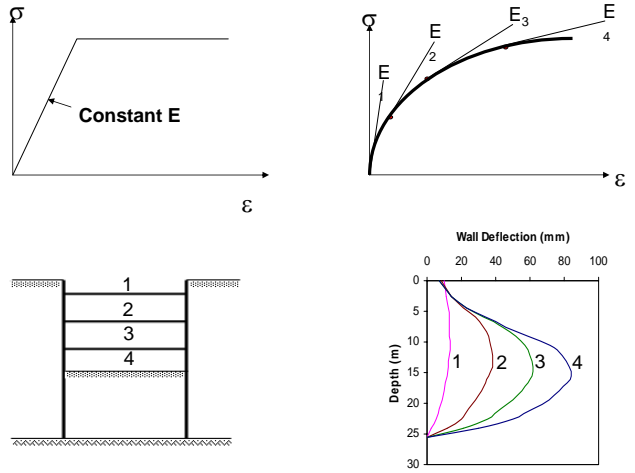 σ
Constant E
ε
σ
E
1
E
2
E3
E
4
ε
1
2
3
4
Wall Deflection (mm)
0 20 40 60 80 100
Depth (m)
0
5
10
15
20
25
30
1 2 3 4